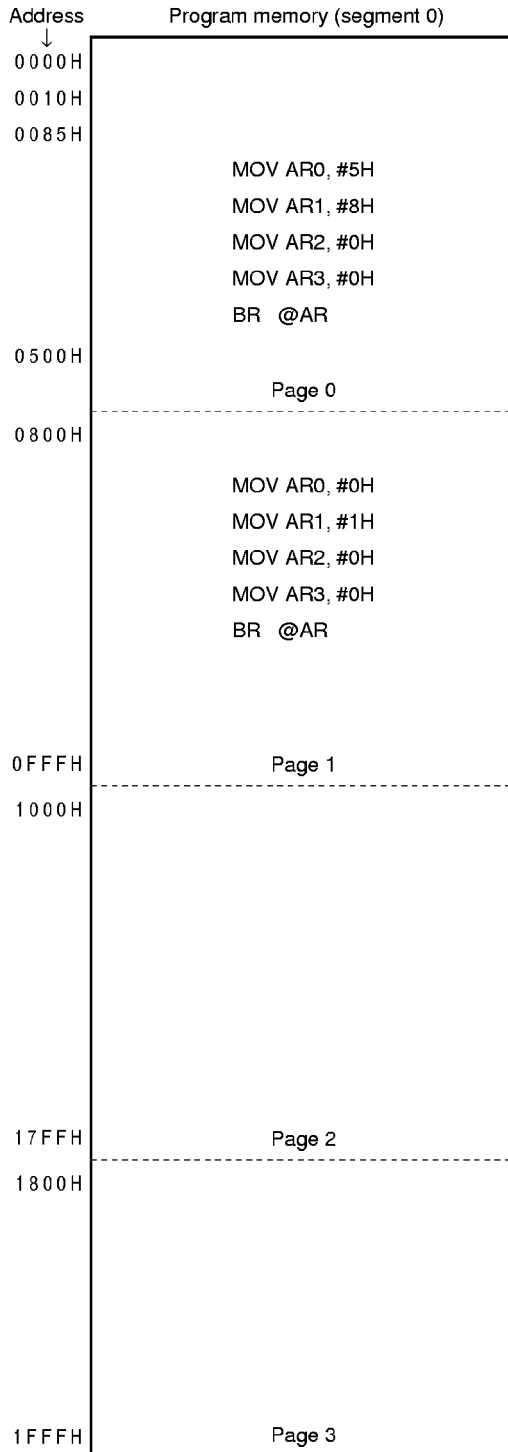 Address Program memory (segment 0)
↓
0000H
0010H
0085H
MOV AR0, #5H
MOV AR1, #8H
MOV AR2, #0H
MOV AR3, #0H
BR @AR
0500H
Page 0
0800H
MOV AR0, #0H
MOV AR1, #1H
MOV AR2, #0H
MOV AR3, #0H
BR @AR
0FFFH Page 1
1000H
17FFH Page 2
1800H
1FFFH Page 3